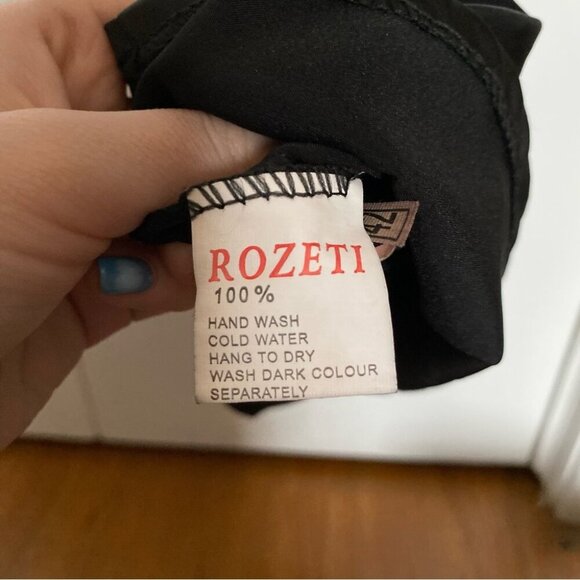 ROZETI
100%
HAND WASH
COLD WATER
HANG TO DRY
WASH DARK COLOUR
SEPARATELY